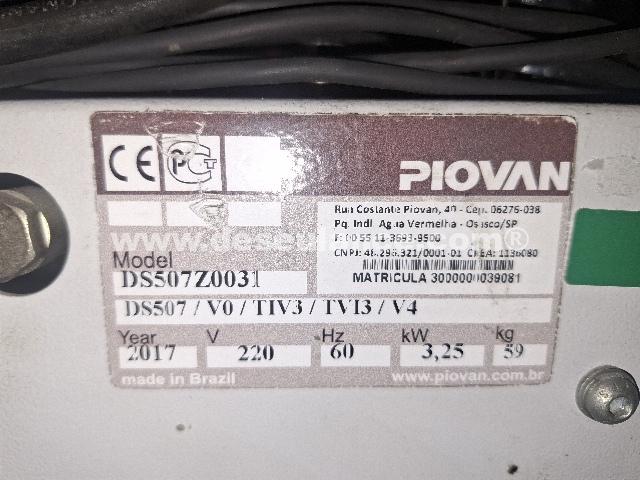 CE
PIOVAN
Rua Costante Piovan, 40 - Cep. 06276-038
Pq. Indl. Agua Vermelha - Osasco/SP
F: 00 55 11-3693-9500
CNPJ: 48.296.321/0001-01 CREA: 1136080
MATRICULA 3000000039081
Model
DS507Z0031
DS507 / V0 / TIV3 / TVI3 / V4
Year V Hz kW kg
2017 220 60 3,25 59
made in Brazil www.piovan.com.br